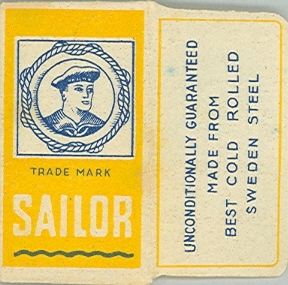 TRADE MARK
SAILOR
UNCONDITIONALLY GUARANTEED
MADE FROM
BEST COLD ROLLED
SWEDEN STEEL